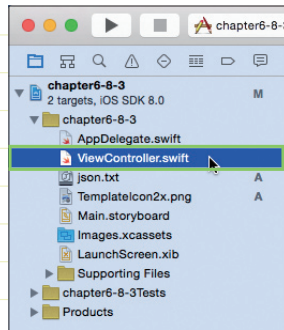 chapter6-8-3
chapter6-8-3
2 targets, iOS SDK 8.0
M
chapter6-8-3
AppDelegate.swift
ViewController.swift
json.txt
A
TemplateIcon2x.png
A
Main.storyboard
Images.xcassets
LaunchScreen.xib
Supporting Files
chapter6-8-3Tests
Products